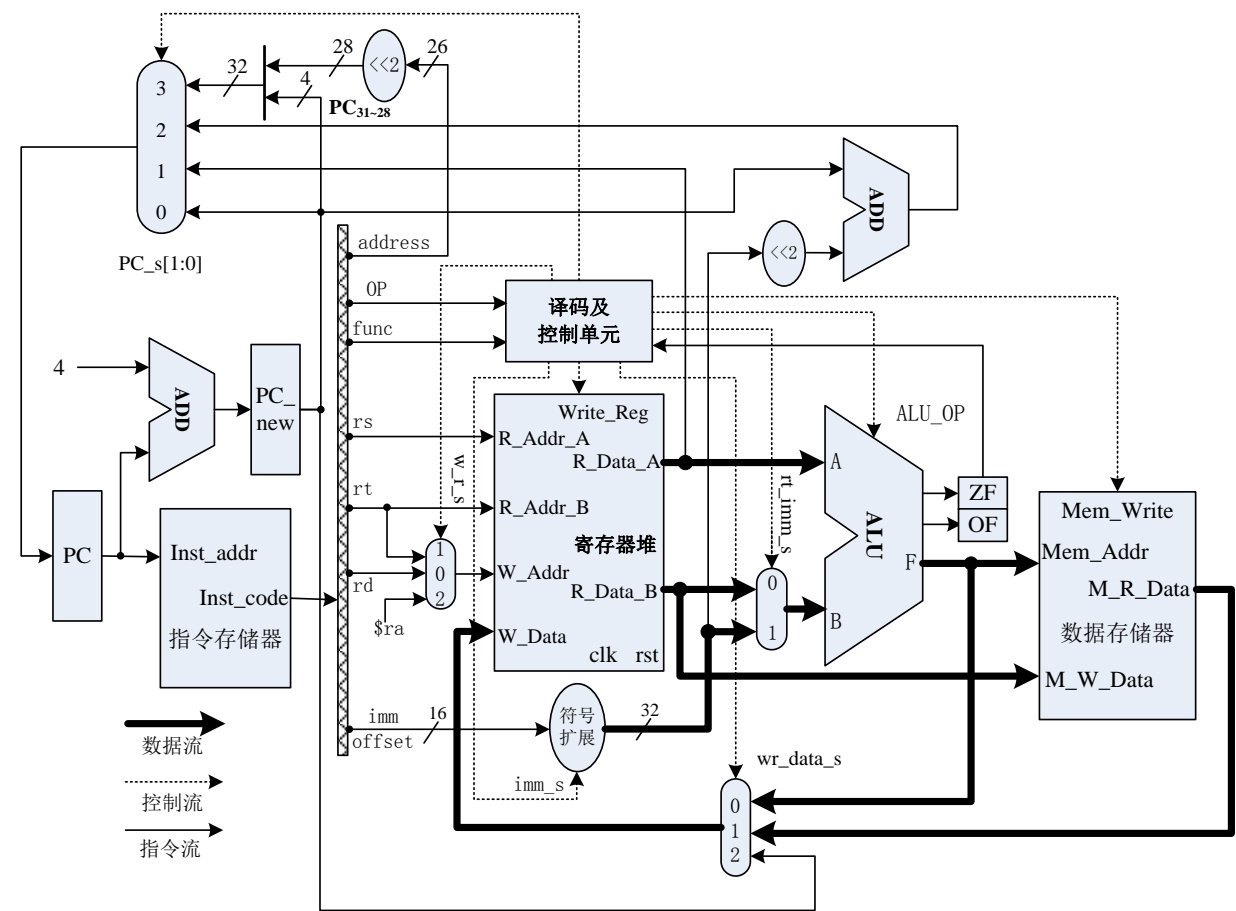 28
26
<<2
32
4
3
PC31~28
2
1
0
PC_s[1:0]
address
ADD
<<2
OP
func
译码及
控制单元
4
ADD
PC_
new
rs
rt
rd
$ra
w_r_s
1
0
2
Write_Reg
R_Addr_A
R_Data_A
R_Addr_B
寄存器堆
W_Addr
R_Data_B
W_Data
clk rst
rt_imm_s
0
1
ALU_OP
A
ALU
F
B
ZF
OF
Mem_Write
Mem_Addr
M_R_Data
数据存储器
M_W_Data
PC
Inst_addr
Inst_code
指令存储器
imm
offset
16
符号
扩展
32
imm_s
wr_data_s
0
1
2
数据流
控制流
指令流